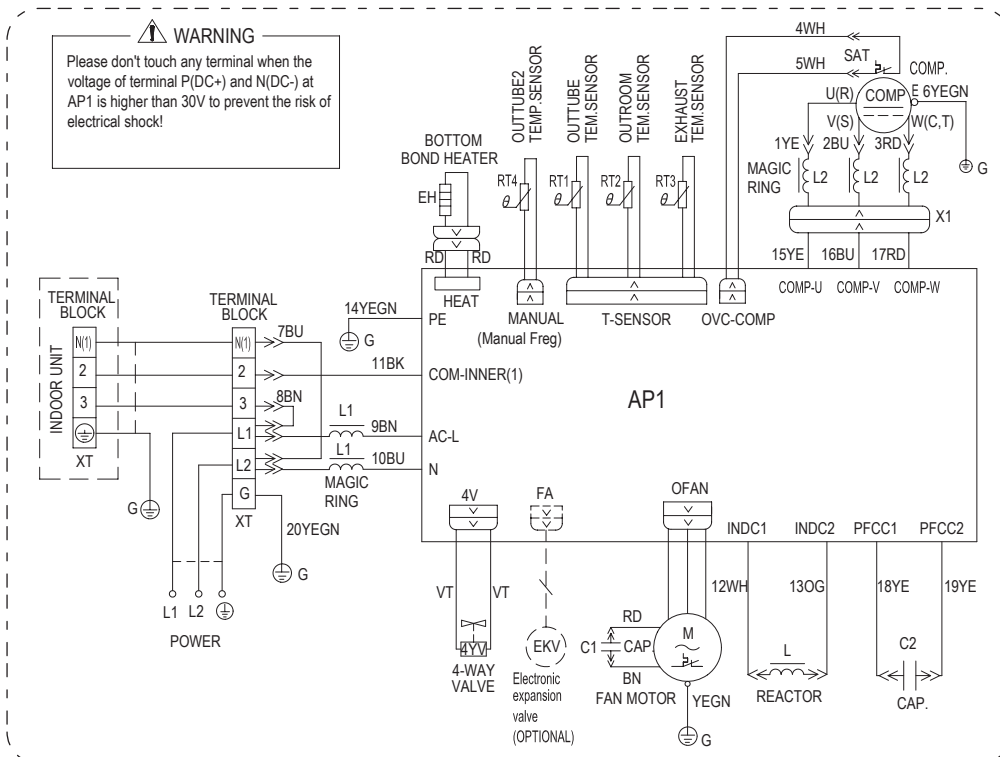 WARNING
Please don't touch any terminal when the
voltage of terminal P(DC+) and N(DC-) at
AP1 is higher than 30V to prevent the risk of
electrical shock!
BOTTOM
BOND HEATER
EH
RD
RD
HEAT
OUTTUBE2
TEMP.SENSOR
RT4
θ
MANUAL
(Manual Freg)
OUTTUBE
TEM.SENSOR
RT1
θ
OUTROOM
TEM.SENSOR
RT2
θ
EXHAUST
TEM.SENSOR
RT3
θ
T-SENSOR
OVC-COMP
4WH
5WH
SAT
COMP.
U(R)
COMP
E 6YEGN
V(S)
W(C,T)
G
1YE
2BU
3RD
MAGIC
RING
L2
L2
L2
X1
15YE
16BU
17RD
COMP-U
COMP-V
COMP-W
INDOOR UNIT
TERMINAL
BLOCK
N(1)
2
3
XT
G
TERMINAL
BLOCK
N(1)
2
3
L1
L2
G
XT
7BU
8BN
14YEGN
G
PE
11BK
COM-INNER(1)
L1
9BN
AC-L
L1
10BU
N
MAGIC
RING
20YEGN
G
L1
L2
POWER
AP1
4V
VT
VT
4YV
4-WAY
VALVE
FA
EKV
Electronic
expansion
valve
(OPTIONAL)
OFAN
RD
C1
CAP.
BN
M
FAN MOTOR
YEGN
G
INDC1
INDC2
12WH
13OG
L
REACTOR
PFCC1
PFCC2
18YE
19YE
C2
CAP.